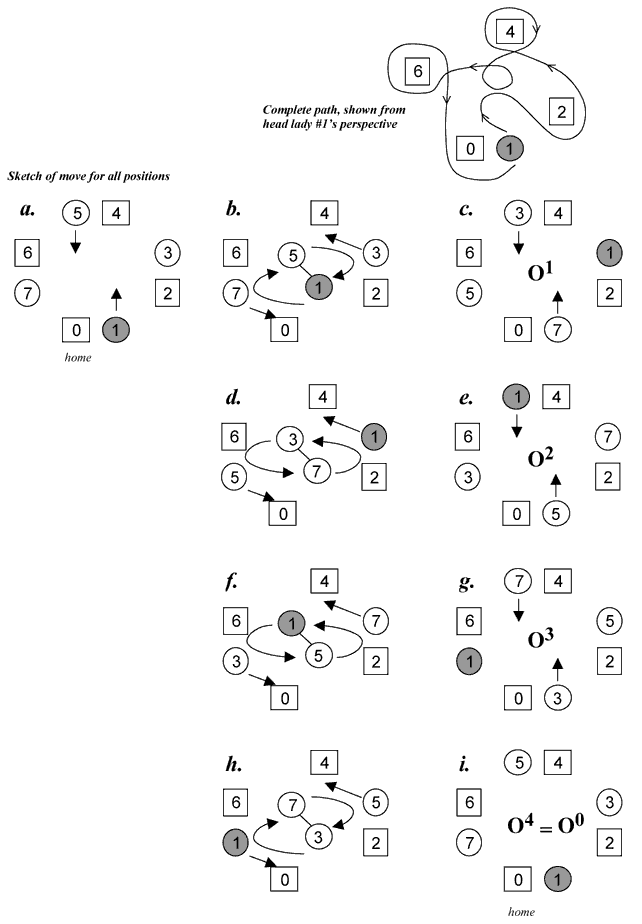 4
6
2
Complete path, shown from
head lady #1's perspective
0 1
Sketch of move for all positions
a. 5 4
6 3
7 2
0 1
home
b. 4
6 5 3
7 1 2
0
c. 3 4
6 1
O1
5 2
0 7
d. 4
6 3 1
5 7 2
0
e. 1 4
6 7
O2
3 2
0 5
f. 4
6 1 7
3 5 2
0
g. 7 4
6 5
O3
1 2
0 3
h. 4
6 7 5
1 3 2
0
i. 5 4
6 3
O4 = O0
7 2
0 1
home